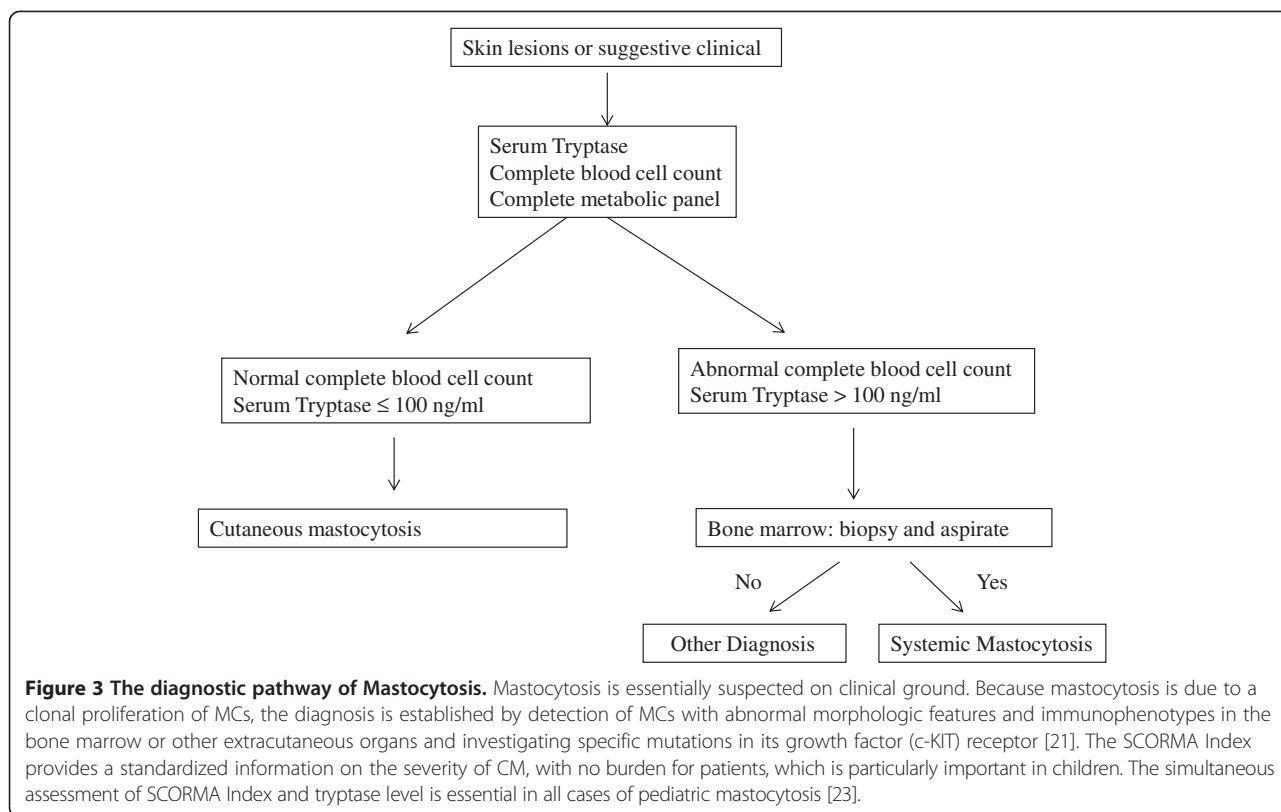 Skin lesions or suggestive clinical
Serum Tryptase
Complete blood cell count
Complete metabolic panel
Normal complete blood cell count
Serum Tryptase ≤ 100 ng/ml
Abnormal complete blood cell count
Serum Tryptase > 100 ng/ml
Cutaneous mastocytosis
Bone marrow: biopsy and aspirate
No
Yes
Other Diagnosis
Systemic Mastocytosis
Figure 3 The diagnostic pathway of Mastocytosis. Mastocytosis is essentially suspected on clinical ground. Because mastocytosis is due to a
clonal proliferation of MCs, the diagnosis is established by detection of MCs with abnormal morphologic features and immunophenotypes in the
bone marrow or other extracutaneous organs and investigating specific mutations in its growth factor (c-KIT) receptor [21]. The SCORMA Index
provides a standardized information on the severity of CM, with no burden for patients, which is particularly important in children. The simultaneous
assessment of SCORMA Index and tryptase level is essential in all cases of pediatric mastocytosis [23].